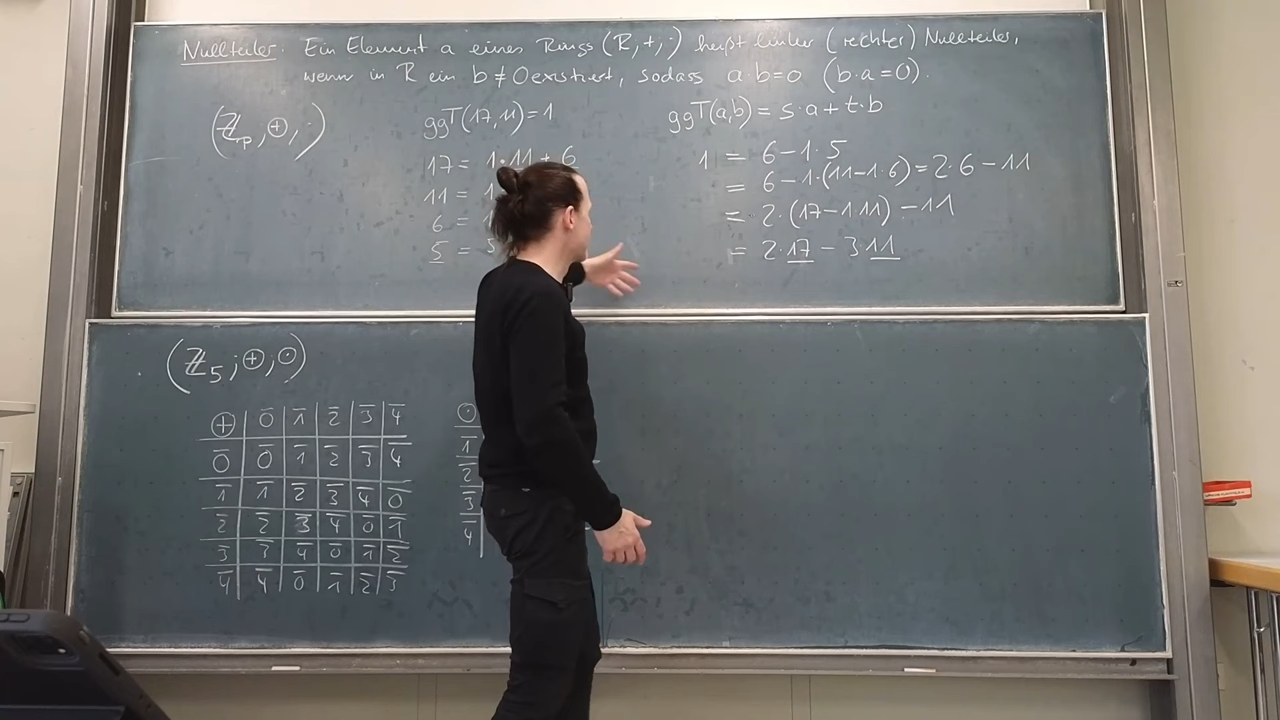 Nullteiler: Ein Element a eines Rings (R,+,·) heißt linker (rechter) Nullteiler,
wenn in R ein b ≠ 0 existiert, sodass a·b=0 (b·a=0).
(ℤp,⊕,·)
ggT(17,11)=1
17 = 1·11+6
11 = 1
6 = 1
5 = 5
ggT(a,b) = s·a+t·b
1 = 6-1·5
= 6-1·(11-1·6)=2·6-11
= 2·(17-1·11)-11
= 2·17-3·11
(ℤ5;⊕,⊙)
⊕ 0̅ 1̅ 2̅ 3̅ 4̅
0̅ 0̅ 1̅ 2̅ 3̅ 4̅
1̅ 1̅ 2̅ 3̅ 4̅ 0̅
2̅ 2̅ 3̅ 4̅ 0̅ 1̅
3̅ 3̅ 4̅ 0̅ 1̅ 2̅
4̅ 4̅ 0̅ 1̅ 2̅ 3̅
⊙
1̅
2̅
3̅
4̅